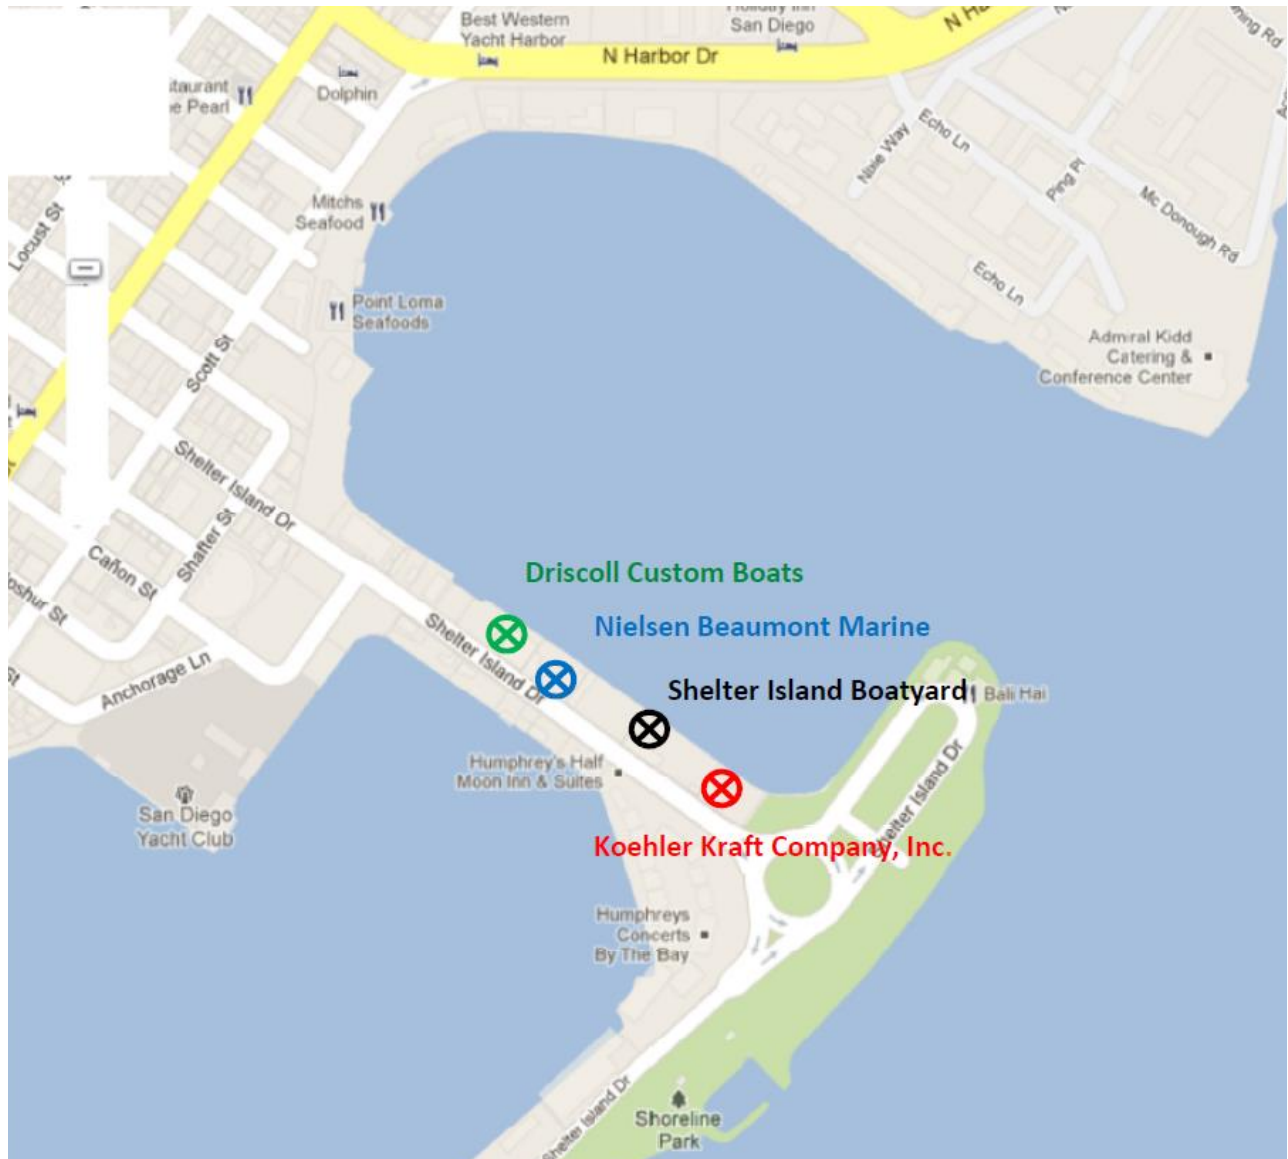 Best Western
Yacht Harbor
Holiday Inn
San Diego
N Harbor Dr
Dolphin
Pearl
Nixie Way
Echo Ln
Ping Pl
Mc Donough Rd
Locust St
Mitchs
Seafood
Point Loma
Seafoods
Echo Ln
Admiral Kidd
Catering &
Conference Center
Scott St
Shelter Island Dr
Shafter St
Cañon St
Anchorage Ln
San Diego
Yacht Club
Driscoll Custom Boats
Nielsen Beaumont Marine
Shelter Island Boatyard
Bali Hai
Shelter Island Dr
Humphrey's Half
Moon Inn & Suites
Koehler Kraft Company, Inc.
Shelter Island Dr
Humphreys
Concerts
By The Bay
Shelter Island Dr
Shoreline
Park